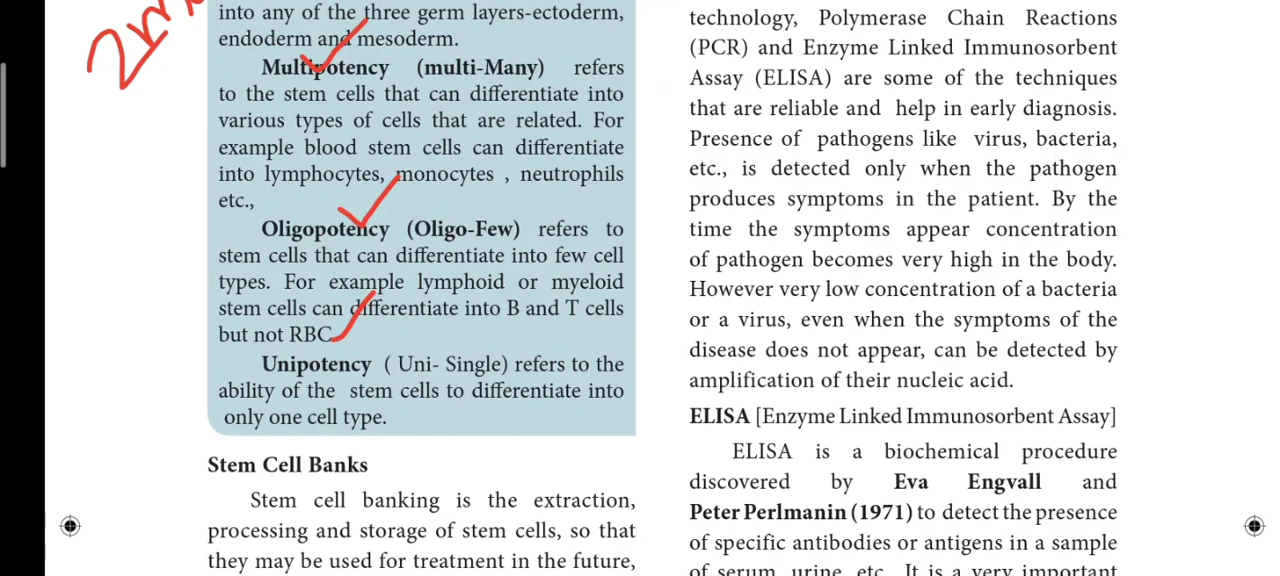 2m
into any of the three germ layers-ectoderm,
endoderm and mesoderm.
Multipotency (multi-Many) refers
to the stem cells that can differentiate into
various types of cells that are related. For
example blood stem cells can differentiate
into lymphocytes, monocytes , neutrophils
etc.,
Oligopotency (Oligo-Few) refers to
stem cells that can differentiate into few cell
types. For example lymphoid or myeloid
stem cells can differentiate into B and T cells
but not RBC.
Unipotency ( Uni- Single) refers to the
ability of the stem cells to differentiate into
only one cell type.
Stem Cell Banks
Stem cell banking is the extraction,
processing and storage of stem cells, so that
they may be used for treatment in the future,
technology, Polymerase Chain Reactions
(PCR) and Enzyme Linked Immunosorbent
Assay (ELISA) are some of the techniques
that are reliable and help in early diagnosis.
Presence of pathogens like virus, bacteria,
etc., is detected only when the pathogen
produces symptoms in the patient. By the
time the symptoms appear concentration
of pathogen becomes very high in the body.
However very low concentration of a bacteria
or a virus, even when the symptoms of the
disease does not appear, can be detected by
amplification of their nucleic acid.
ELISA [Enzyme Linked Immunosorbent Assay]
ELISA is a biochemical procedure
discovered by Eva Engvall and
Peter Perlmanin (1971) to detect the presence
of specific antibodies or antigens in a sample
of serum, urine, etc. It is a very important